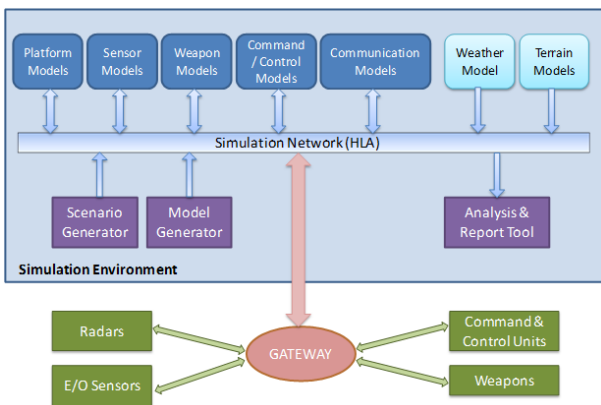 Platform
Models
Sensor
Models
Weapon
Models
Command
/ Control
Models
Communication
Models
Weather
Model
Terrain
Models
Simulation Network (HLA)
Scenario
Generator
Model
Generator
Analysis &
Report Tool
Simulation Environment
Radars
Command &
Control Units
GATEWAY
E/O Sensors
Weapons